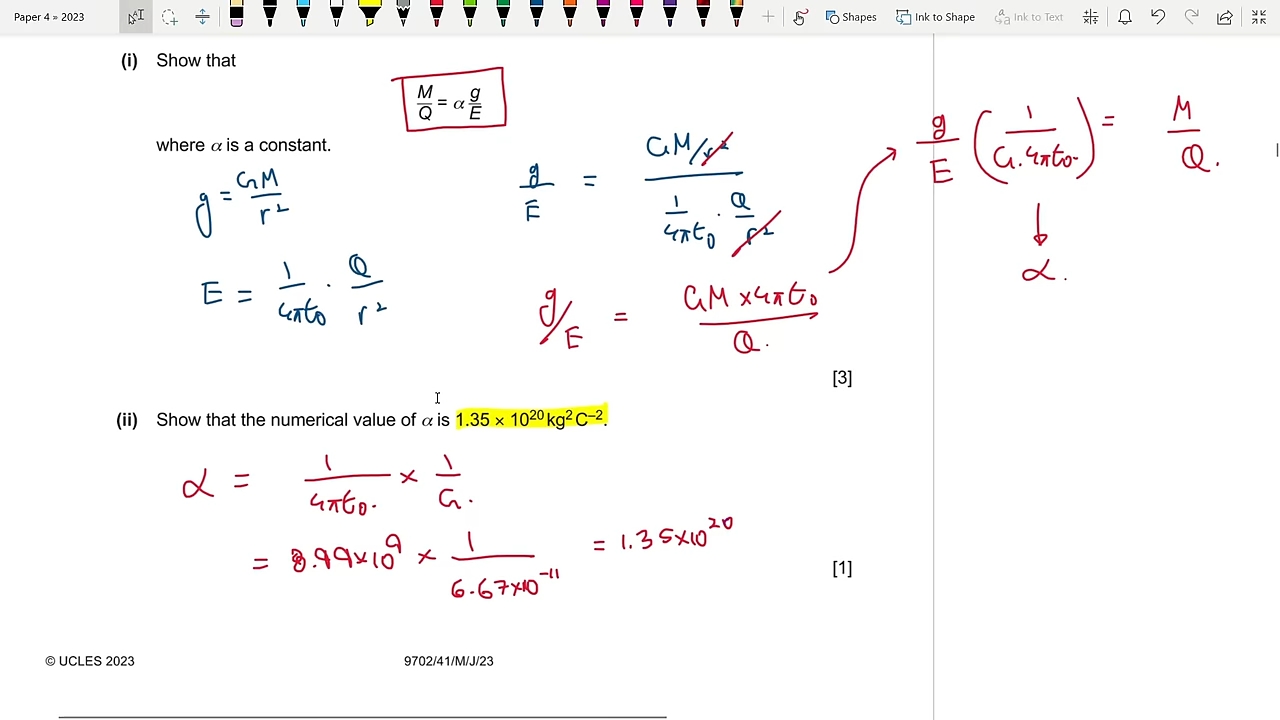 Paper 4 » 2023
Shapes
Ink to Shape
Ink to Text
(i) Show that
M/Q = α g/E
where α is a constant.
g = GM/r²
E = 1/4πε₀ · Q/r²
g/E = GM/r² / 1/4πε₀ · Q/r²
g/E = GM×4πε₀ / Q.
g/E (1/G.4πε₀) = M/Q.
↓
α.
[3]
(ii) Show that the numerical value of α is 1.35 × 10²⁰ kg² C⁻².
α = 1/4πε₀. × 1/G.
= 8.99×10⁹ × 1/6.67×10⁻¹¹ = 1.35×10²⁰
[1]
© UCLES 2023
9702/41/M/J/23